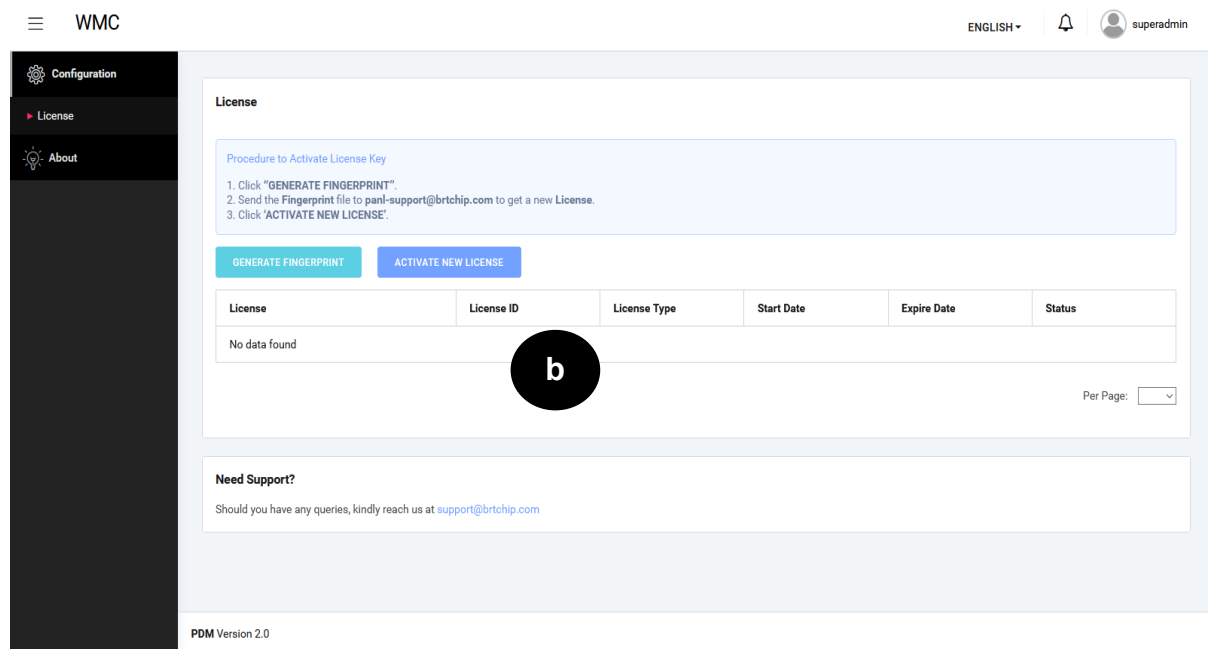 WMC
ENGLISH
superadmin
Configuration
License
About
License
Procedure to Activate License Key
1. Click “GENERATE FINGERPRINT”.
2. Send the Fingerprint file to panl-support@brtchip.com to get a new License.
3. Click ‘ACTIVATE NEW LICENSE’.
GENERATE FINGERPRINT ACTIVATE NEW LICENSE
License License ID License Type Start Date Expire Date Status
No data found
b
Per Page:
Need Support?
Should you have any queries, kindly reach us at support@brtchip.com
PDM Version 2.0